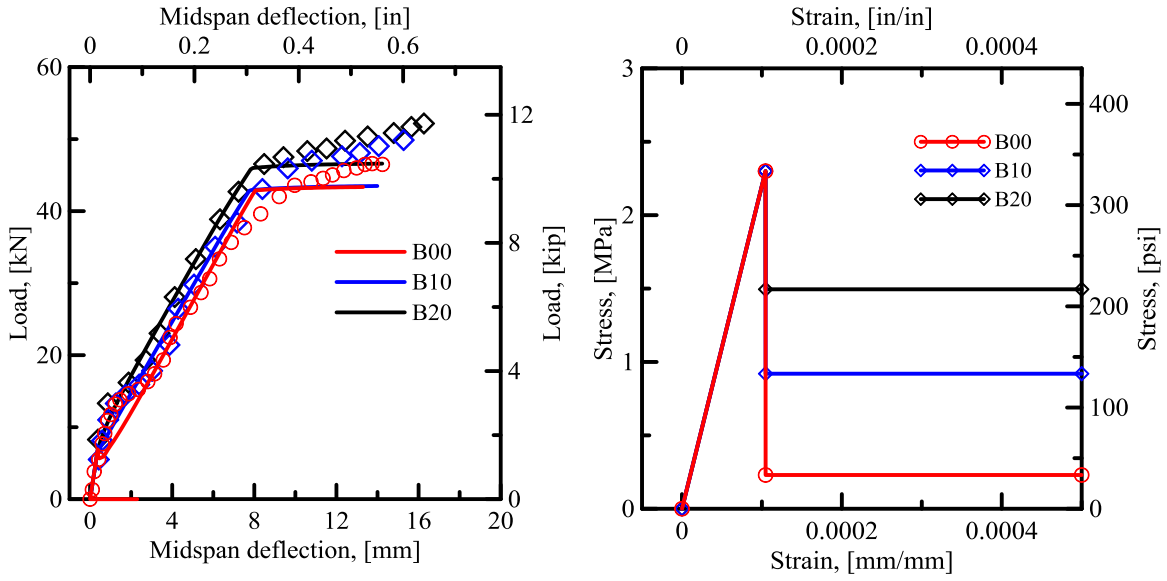 Midspan deflection, [in]
0 0.2 0.4 0.6
60
40
20
0
Load, [kN]
12
8
4
0
Load, [kip]
B00
B10
B20
0 4 8 12 16 20
Midspan deflection, [mm]
Strain, [in/in]
0 0.0002 0.0004
3
2
1
0
Stress, [MPa]
400
300
200
100
0
Stress, [psi]
B00
B10
B20
0 0.0002 0.0004
Strain, [mm/mm]